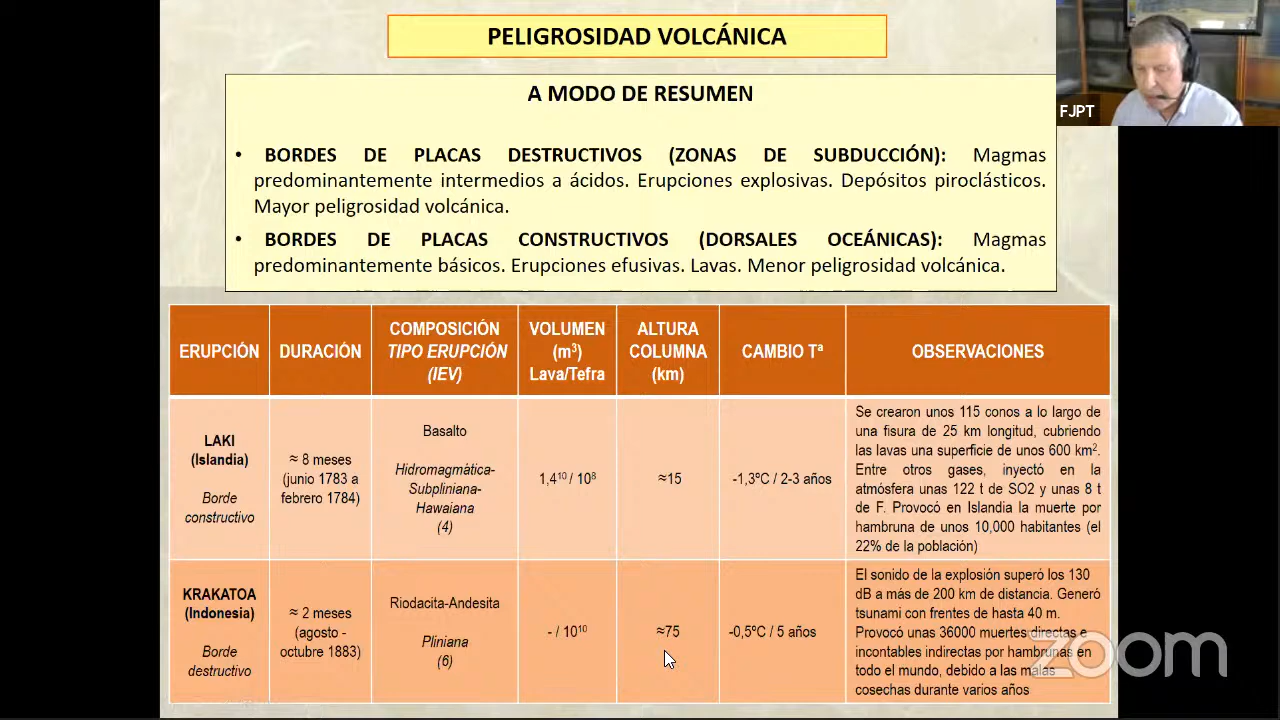 PELIGROSIDAD VOLCÁNICA
FJPT
A MODO DE RESUMEN
• BORDES DE PLACAS DESTRUCTIVOS (ZONAS DE SUBDUCCIÓN): Magmas
predominantemente intermedios a ácidos. Erupciones explosivas. Depósitos piroclásticos.
Mayor peligrosidad volcánica.
• BORDES DE PLACAS CONSTRUCTIVOS (DORSALES OCEÁNICAS): Magmas
predominantemente básicos. Erupciones efusivas. Lavas. Menor peligrosidad volcánica.
ERUPCIÓN
DURACIÓN
COMPOSICIÓN
TIPO ERUPCIÓN
(IEV)
VOLUMEN
(m³)
Lava/Tefra
ALTURA
COLUMNA
(km)
CAMBIO Tª
OBSERVACIONES
LAKI
(Islandia)
Borde
constructivo
≈ 8 meses
(junio 1783 a
febrero 1784)
Basalto
Hidromagmática-
Subpliniana-
Hawaiana
(4)
1,4¹⁰ / 10⁸
≈15
-1,3ºC / 2-3 años
Se crearon unos 115 conos a lo largo de
una fisura de 25 km longitud, cubriendo
las lavas una superficie de unos 600 km².
Entre otros gases, inyectó en la
atmósfera unas 122 t de SO2 y unas 8 t
de F. Provocó en Islandia la muerte por
hambruna de unos 10,000 habitantes (el
22% de la población)
KRAKATOA
(Indonesia)
Borde
destructivo
≈ 2 meses
(agosto -
octubre 1883)
Riodacita-Andesita
Pliniana
(6)
- / 10¹⁰
≈75
-0,5ºC / 5 años
El sonido de la explosión superó los 130
dB a más de 200 km de distancia. Generó
tsunami con frentes de hasta 40 m.
Provocó unas 36000 muertes directas e
incontables indirectas por hambrunas en
todo el mundo, debido a las malas
cosechas durante varios años
zoom